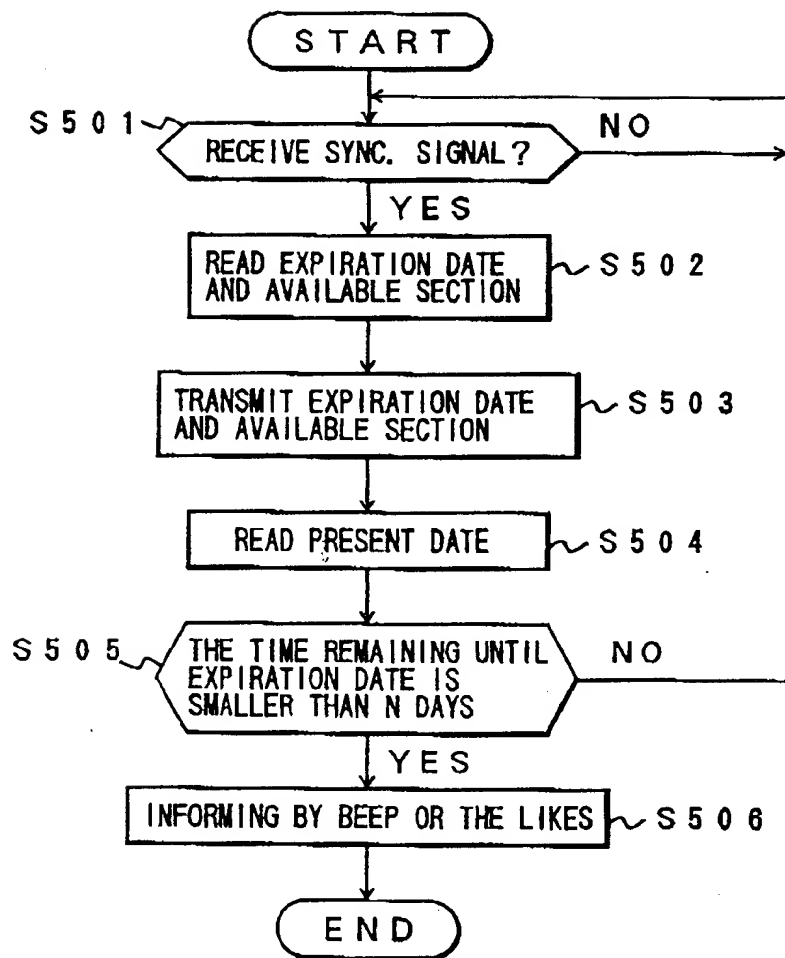 START
S501
RECEIVE SYNC. SIGNAL?
NO
YES
READ EXPIRATION DATE
AND AVAILABLE SECTION
S502
TRANSMIT EXPIRATION DATE
AND AVAILABLE SECTION
S503
READ PRESENT DATE
S504
S505
THE TIME REMAINING UNTIL
EXPIRATION DATE IS
SMALLER THAN N DAYS
NO
YES
INFORMING BY BEEP OR THE LIKES
S506
END